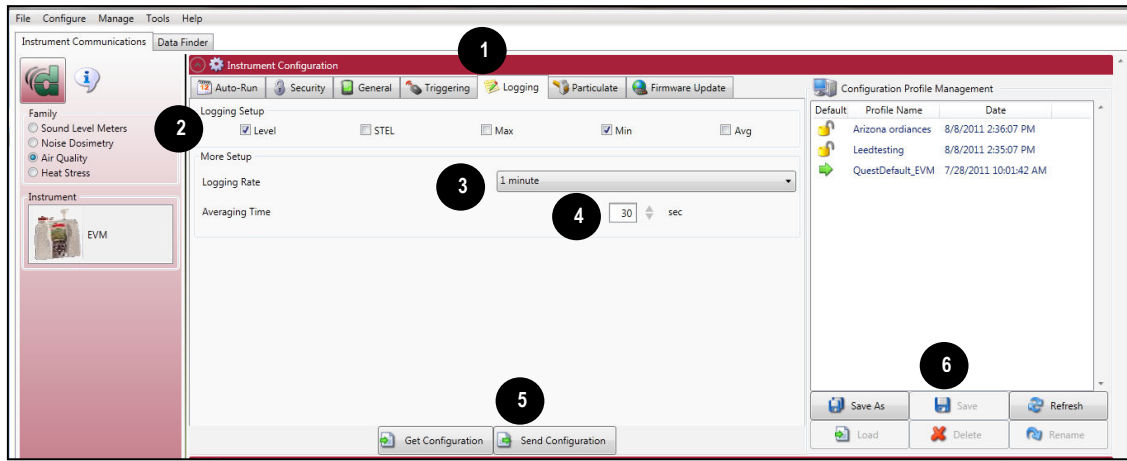 File Configure Manage Tools Help
Instrument Communications Data Finder
1
Instrument Configuration
12 Auto-Run Security General Triggering Logging Particulate Firmware Update
Family
Sound Level Meters
Noise Dosimetry
Air Quality
Heat Stress
Instrument
EVM
2
Logging Setup
Level STEL Max Min Avg
More Setup
Logging Rate 3 1 minute
Averaging Time 4 30 sec
5
Get Configuration Send Configuration
Configuration Profile Management
Default Profile Name Date
Arizona ordiances 8/8/2011 2:36:07 PM
Leedtesting 8/8/2011 2:35:07 PM
QuestDefault_EVM 7/28/2011 10:01:42 AM
6
Save As Save Refresh
Load Delete Rename